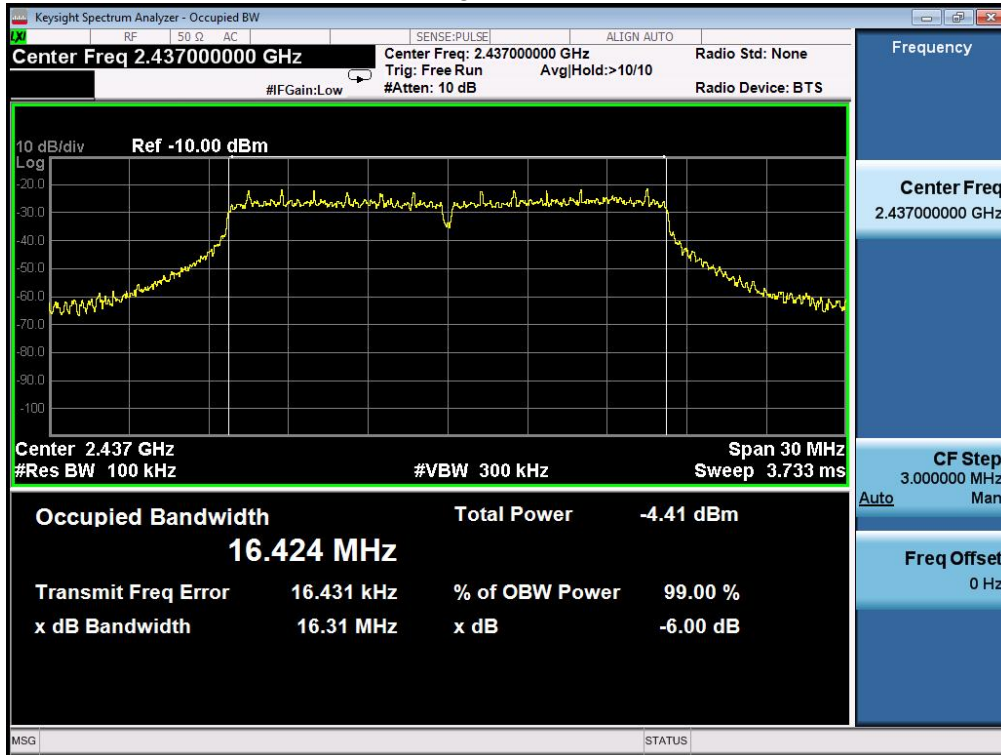 Keysight Spectrum Analyzer - Occupied BW
LXI RF 50 Ω AC SENSE:PULSE ALIGN AUTO
Center Freq 2.437000000 GHz
Center Freq: 2.437000000 GHz Radio Std: None
Trig: Free Run Avg|Hold:>10/10
#IFGain:Low #Atten: 10 dB Radio Device: BTS
10 dB/div Ref -10.00 dBm
Log
-20.0
-30.0
-40.0
-50.0
-60.0
-70.0
-80.0
-90.0
-100
Center 2.437 GHz Span 30 MHz
#Res BW 100 kHz #VBW 300 kHz Sweep 3.733 ms
Occupied Bandwidth Total Power -4.41 dBm
16.424 MHz
Transmit Freq Error 16.431 kHz % of OBW Power 99.00 %
x dB Bandwidth 16.31 MHz x dB -6.00 dB
MSG STATUS
Frequency
Center Freq
2.437000000 GHz
CF Step
3.000000 MHz
Auto Man
Freq Offset
0 Hz